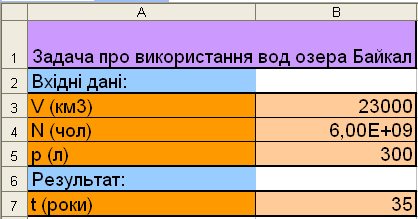 A B
1 Задача про використання вод озера Байкал
2 Вхідні дані:
3 V (км3) 23000
4 N (чол) 6,00E+09
5 p (л) 300
6 Результат:
7 t (роки) 35